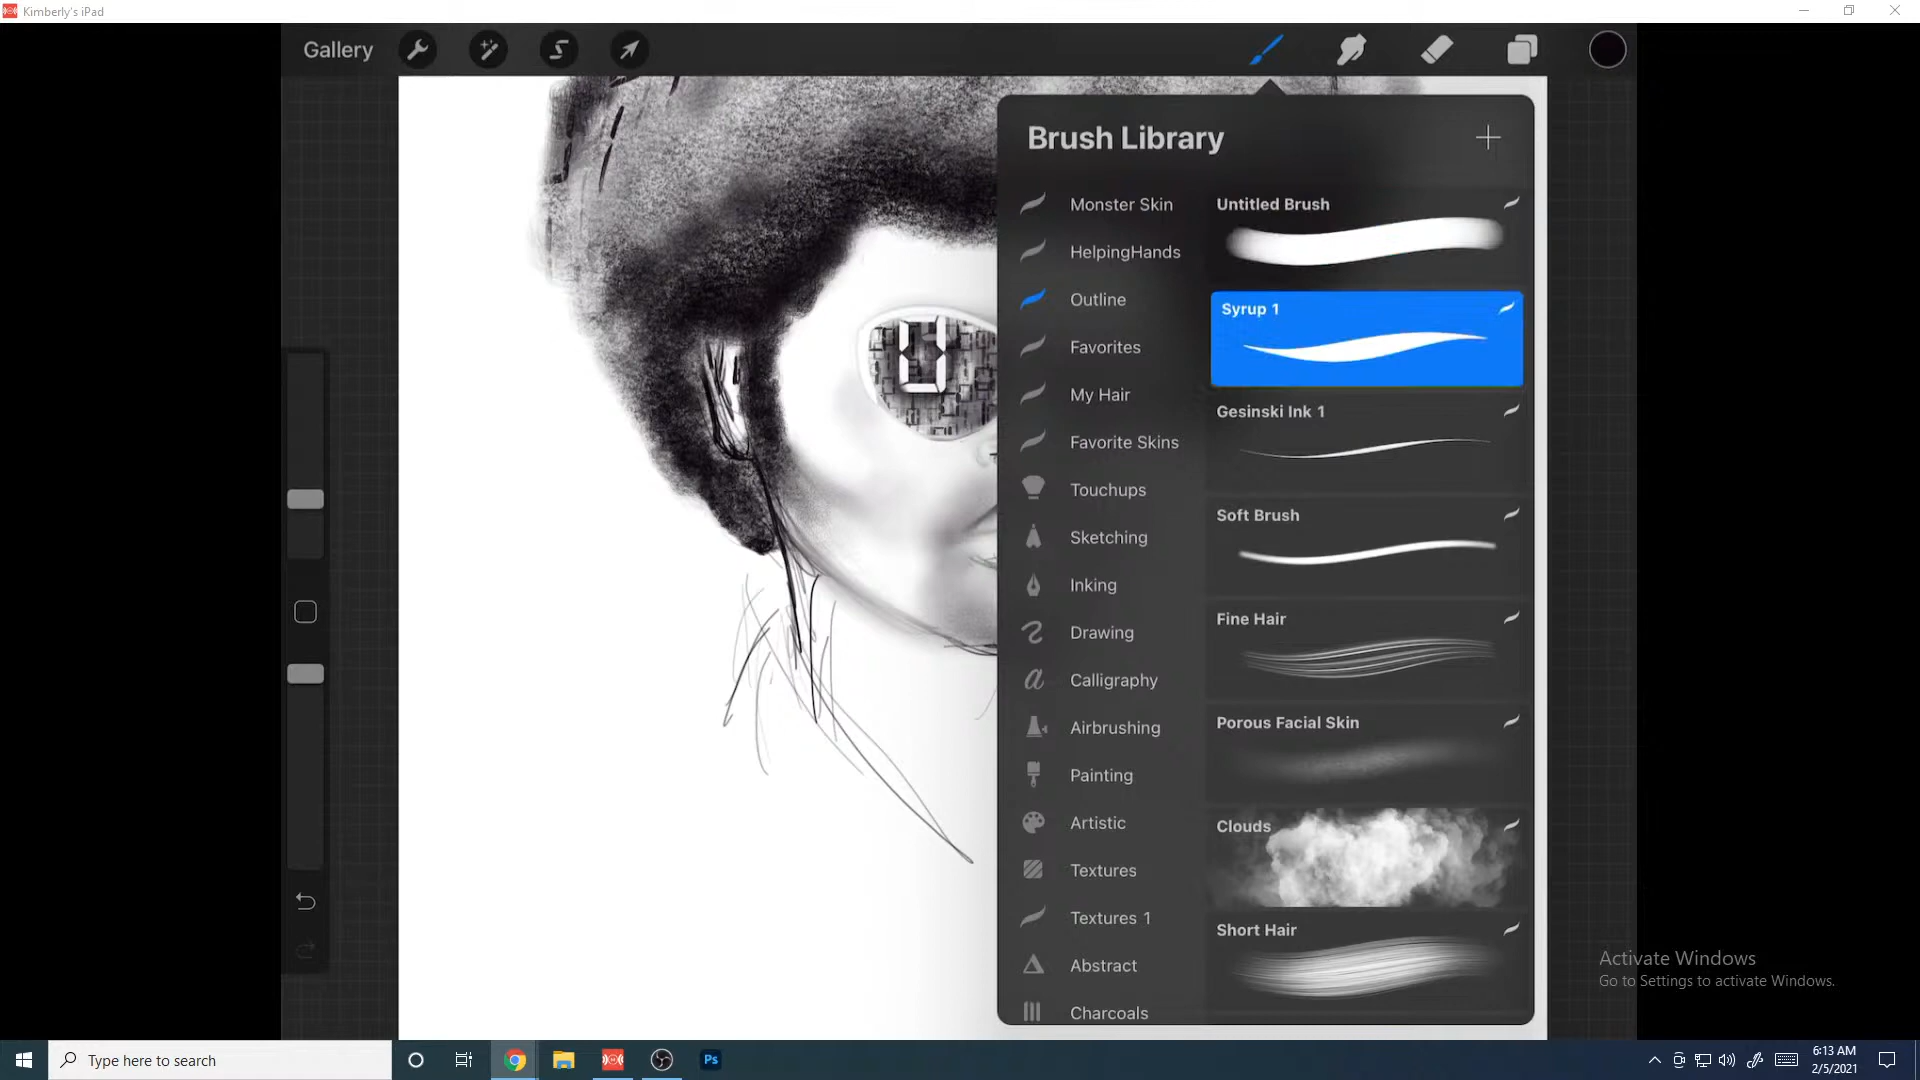 Kimberly's iPad
Gallery
Brush Library
Monster Skin
HelpingHands
Outline
Favorites
My Hair
Favorite Skins
Touchups
Sketching
Inking
Drawing
Calligraphy
Airbrushing
Painting
Artistic
Textures
Textures 1
Abstract
Charcoals
Untitled Brush
Syrup 1
Gesinski Ink 1
Soft Brush
Fine Hair
Porous Facial Skin
Clouds
Short Hair
Activate Windows
Go to Settings to activate Windows.
Type here to search
Ps
6:13 AM
2/5/2021